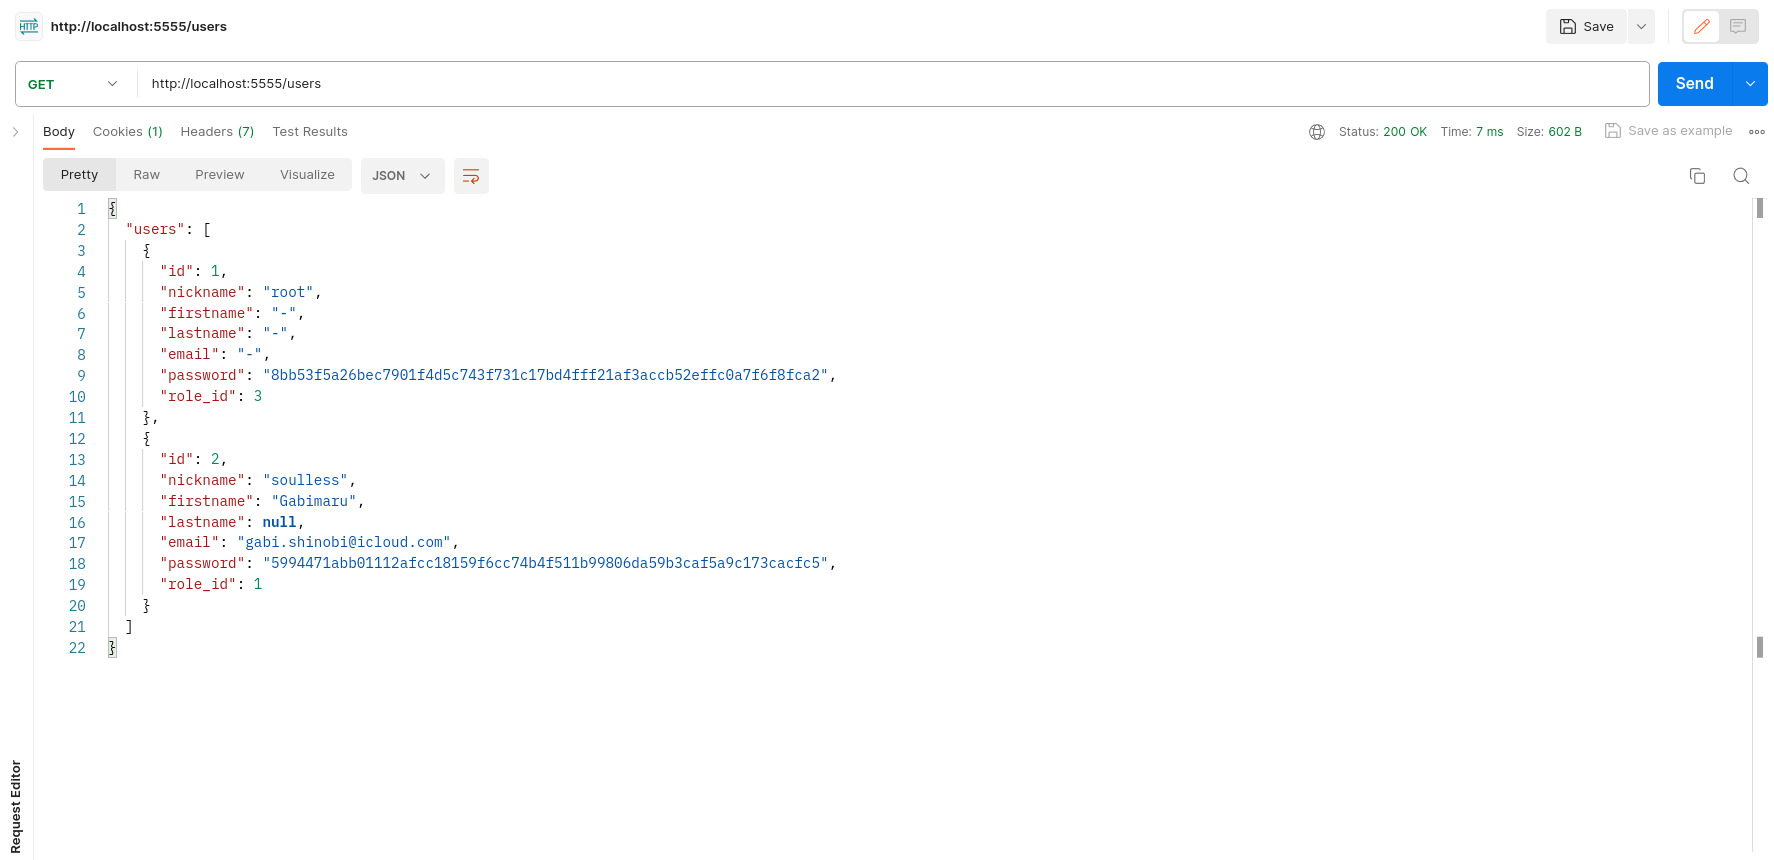 HTTP http://localhost:5555/users Save
GET http://localhost:5555/users Send
Body Cookies (1) Headers (7) Test Results Status: 200 OK Time: 7 ms Size: 602 B Save as example
Pretty Raw Preview Visualize JSON
1 {
2 "users": [
3 {
4 "id": 1,
5 "nickname": "root",
6 "firstname": "-",
7 "lastname": "-",
8 "email": "-",
9 "password": "8bb53f5a26bec7901f4d5c743f731c17bd4fff21af3accb52effc0a7f6f8fca2",
10 "role_id": 3
11 },
12 {
13 "id": 2,
14 "nickname": "soulless",
15 "firstname": "Gabimaru",
16 "lastname": null,
17 "email": "gabi.shinobi@icloud.com",
18 "password": "5994471abb01112afcc18159f6cc74b4f511b99806da59b3caf5a9c173cacfc5",
19 "role_id": 1
20 }
21 ]
22 }
Request Editor